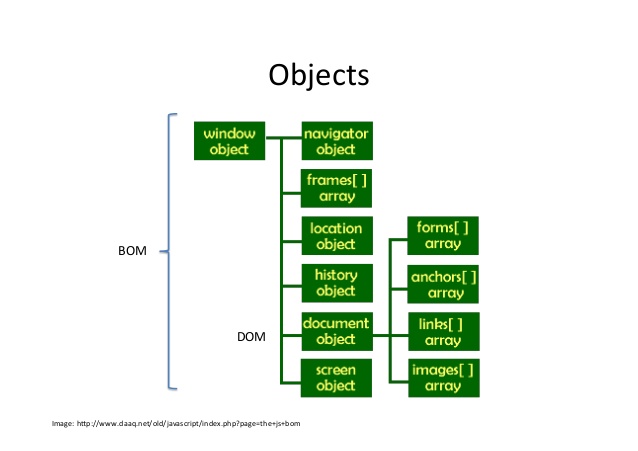 Objects
window
object
navigator
object
frames[ ]
array
location
object
forms[ ]
array
BOM
history
object
anchors[ ]
array
DOM
document
object
links[ ]
array
screen
object
images[ ]
array
Image: http://www.daaq.net/old/javascript/index.php?page=the+js+bom